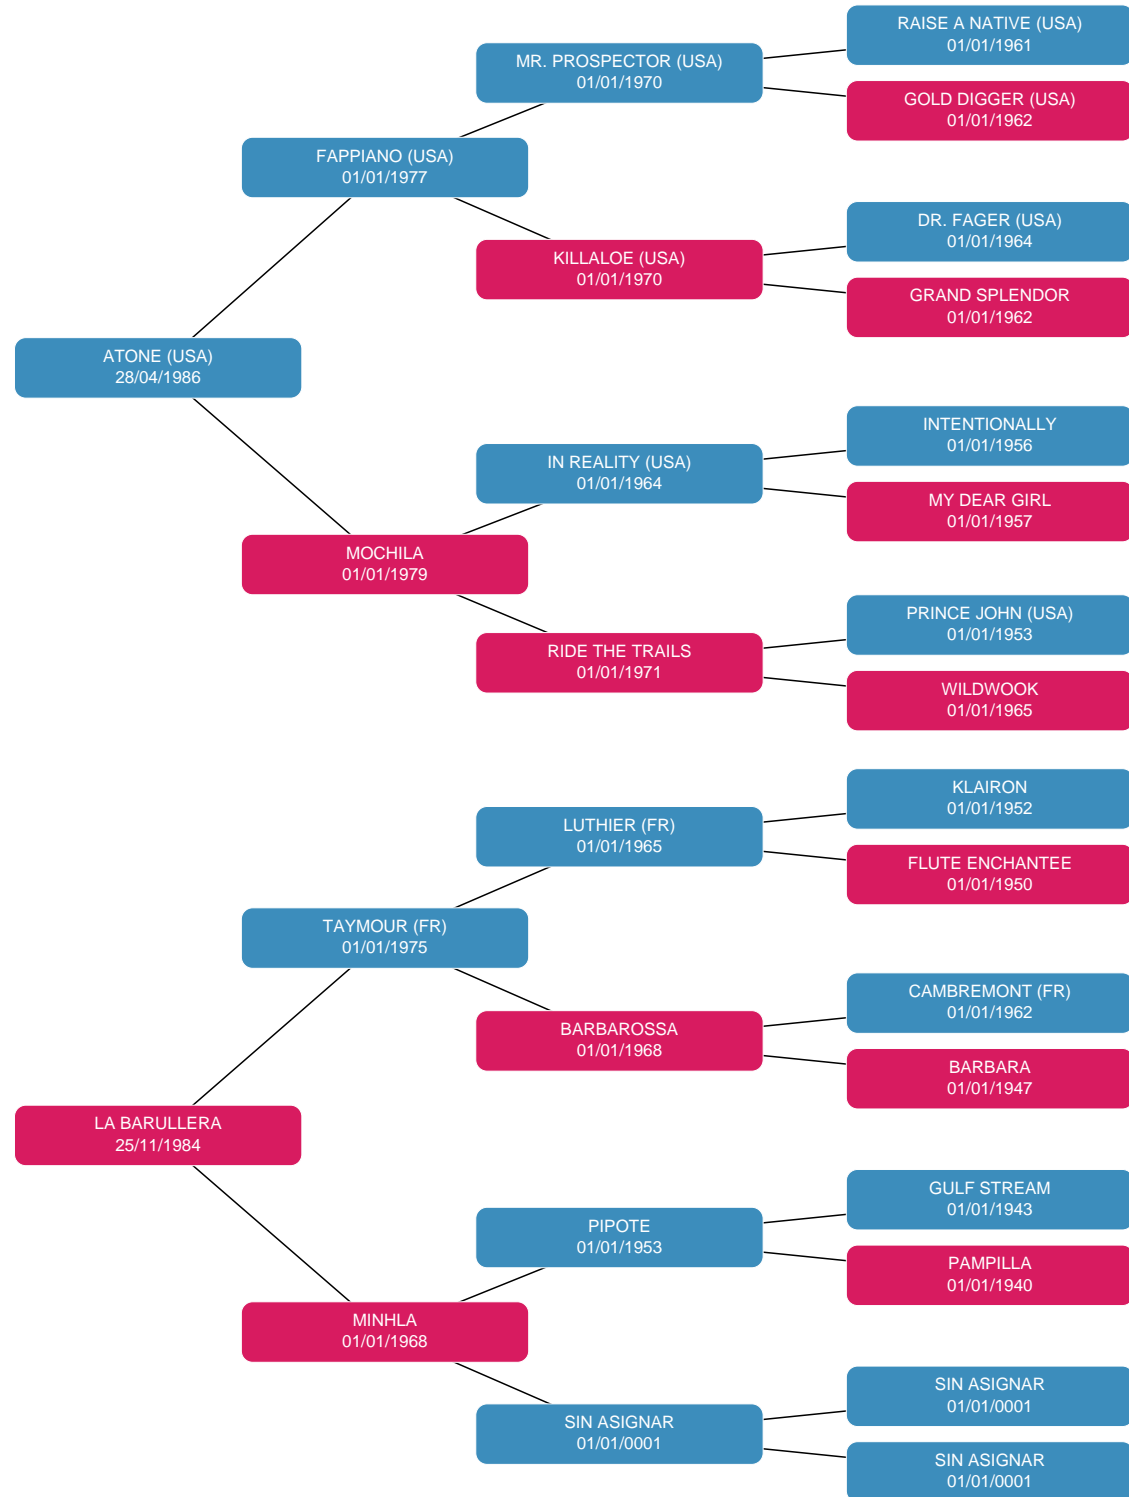 RAISE A NATIVE (USA)
01/01/1961
MR. PROSPECTOR (USA)
01/01/1970
GOLD DIGGER (USA)
01/01/1962
FAPPIANO (USA)
01/01/1977
DR. FAGER (USA)
01/01/1964
KILLALOE (USA)
01/01/1970
GRAND SPLENDOR
01/01/1962
ATONE (USA)
28/04/1986
INTENTIONALLY
01/01/1956
IN REALITY (USA)
01/01/1964
MY DEAR GIRL
01/01/1957
MOCHILA
01/01/1979
PRINCE JOHN (USA)
01/01/1953
RIDE THE TRAILS
01/01/1971
WILDWOOK
01/01/1965
KLAIRON
01/01/1952
LUTHIER (FR)
01/01/1965
FLUTE ENCHANTEE
01/01/1950
TAYMOUR (FR)
01/01/1975
CAMBREMONT (FR)
01/01/1962
BARBAROSSA
01/01/1968
BARBARA
01/01/1947
LA BARULLERA
25/11/1984
GULF STREAM
01/01/1943
PIPOTE
01/01/1953
PAMPILLA
01/01/1940
MINHLA
01/01/1968
SIN ASIGNAR
01/01/0001
SIN ASIGNAR
01/01/0001
SIN ASIGNAR
01/01/0001